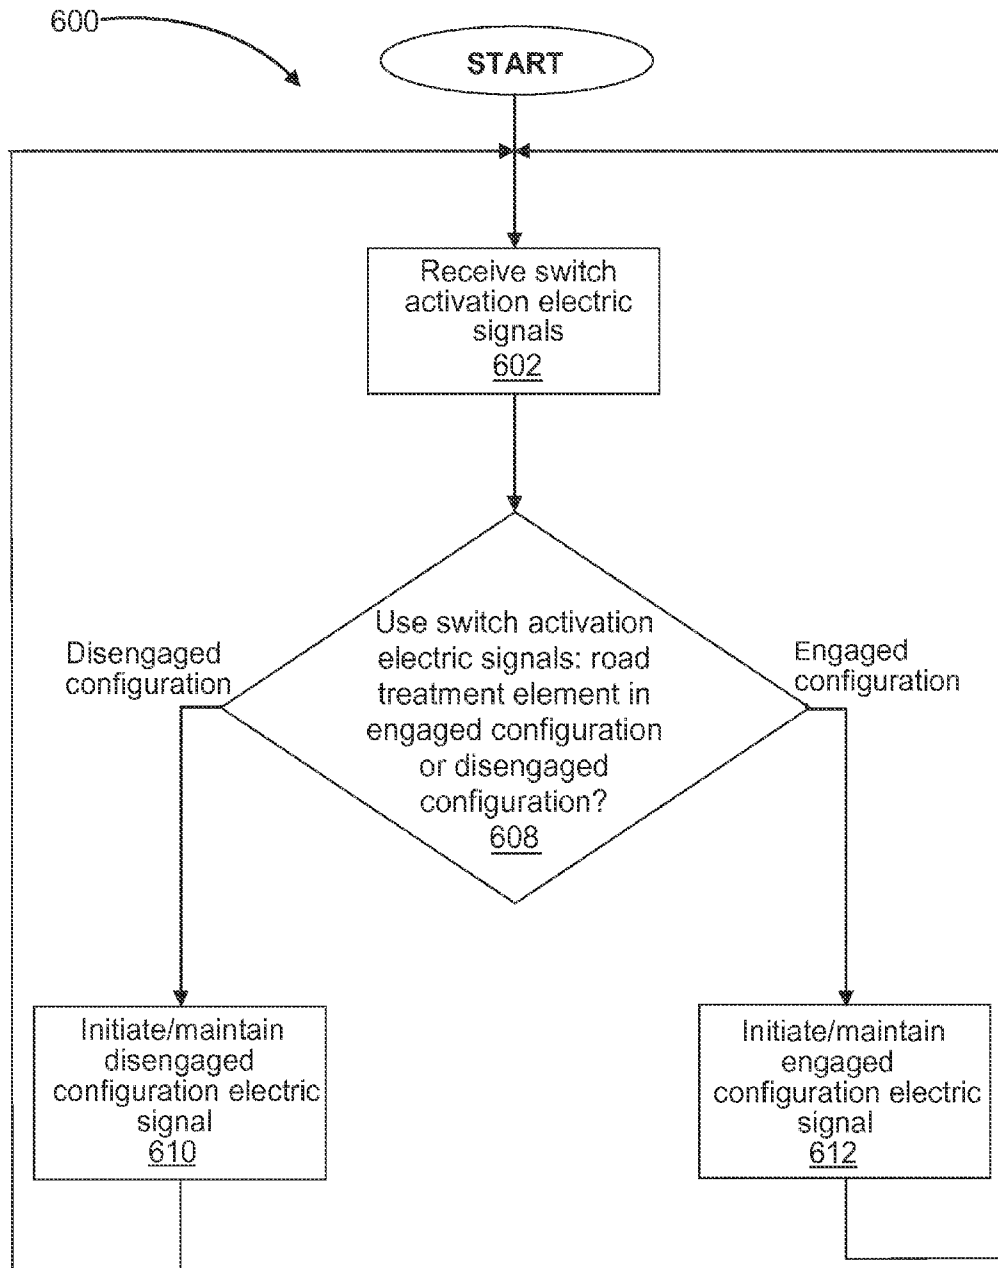 600
START
Receive switch
activation electric
signals
602
Use switch activation
electric signals: road
treatment element in
engaged configuration
or disengaged
configuration?
608
Disengaged
configuration
Engaged
configuration
Initiate/maintain
disengaged
configuration electric
signal
610
Initiate/maintain
engaged
configuration electric
signal
612